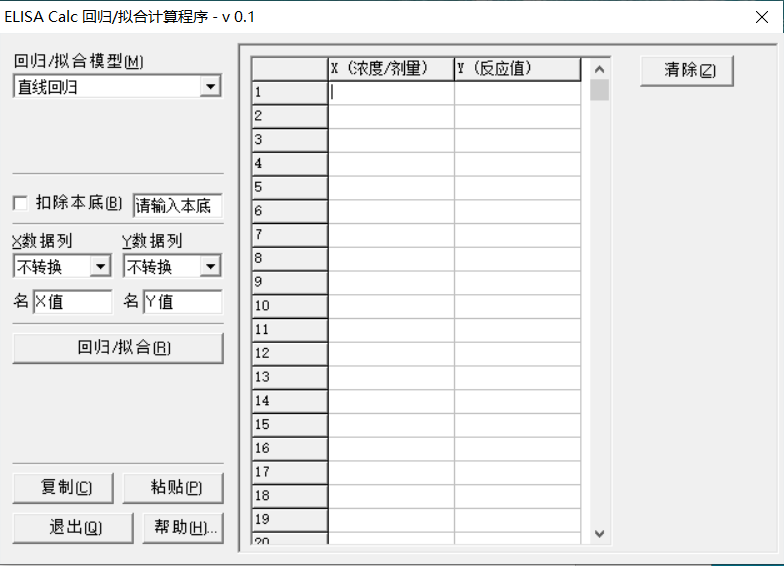 ELISA Calc 回归/拟合计算程序 - v 0.1
回归/拟合模型(M)
直线回归
扣除本底(B) 请输入本底
X数据列 Y数据列
不转换 不转换
名 X值 名 Y值
回归/拟合(R)
复制(C) 粘贴(P)
退出(Q) 帮助(H)...
X (浓度/剂量) Y (反应值)
1
2
3
4
5
6
7
8
9
10
11
12
13
14
15
16
17
18
19
20
清除(Z)